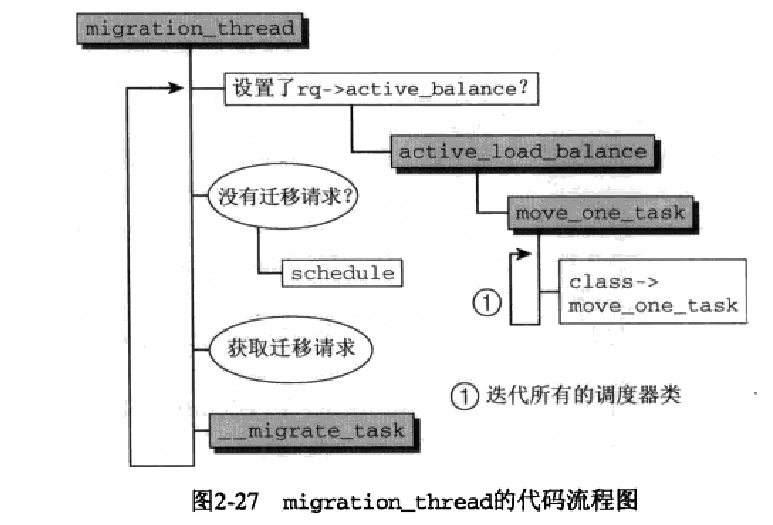 migration_thread
设置了rq->active_balance?
active_load_balance
没有迁移请求?
move_one_task
schedule
class->
move_one_task
①
获取迁移请求
① 迭代所有的调度器类
__migrate_task
图2-27 migration_thread的代码流程图